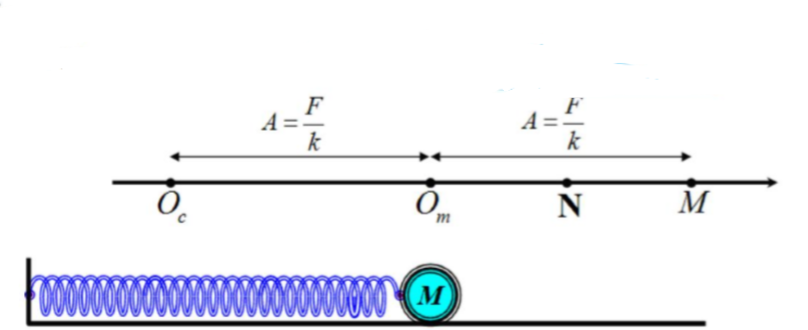 A = F/k A = F/k
O_c O_m N M
M